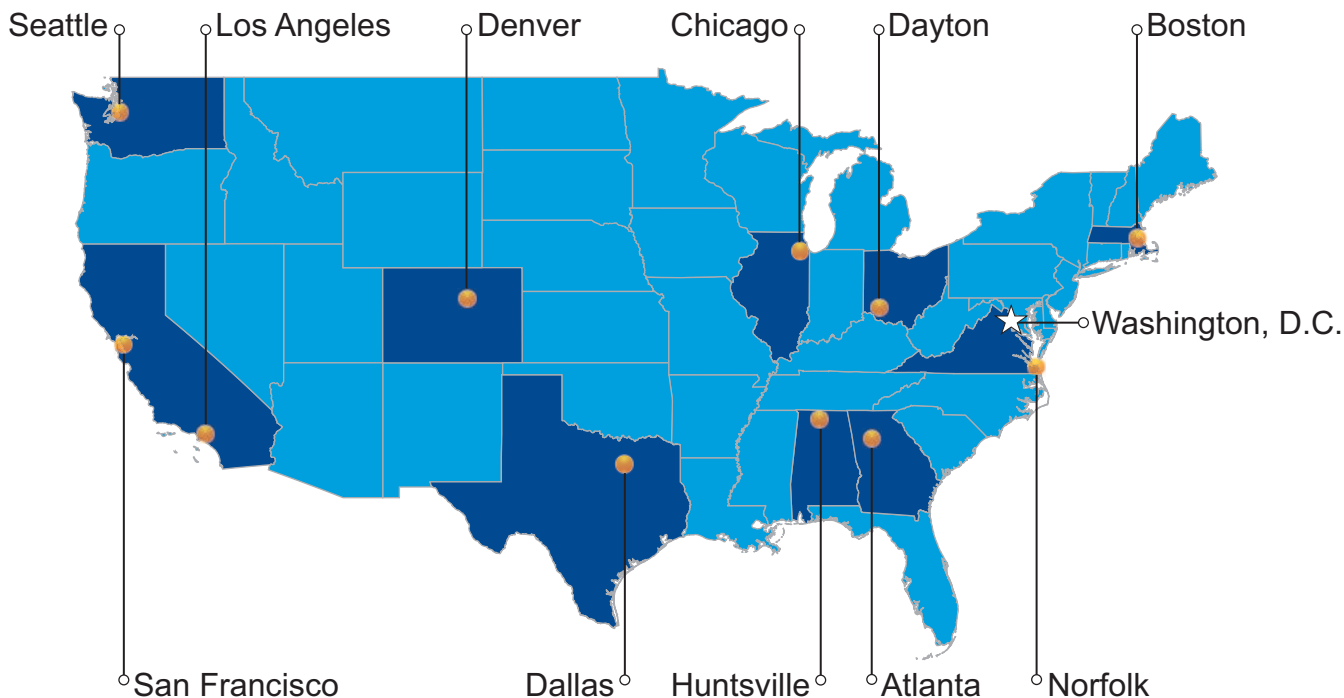 Seattle
Los Angeles
Denver
Chicago
Dayton
Boston
Washington, D.C.
San Francisco
Dallas
Huntsville
Atlanta
Norfolk